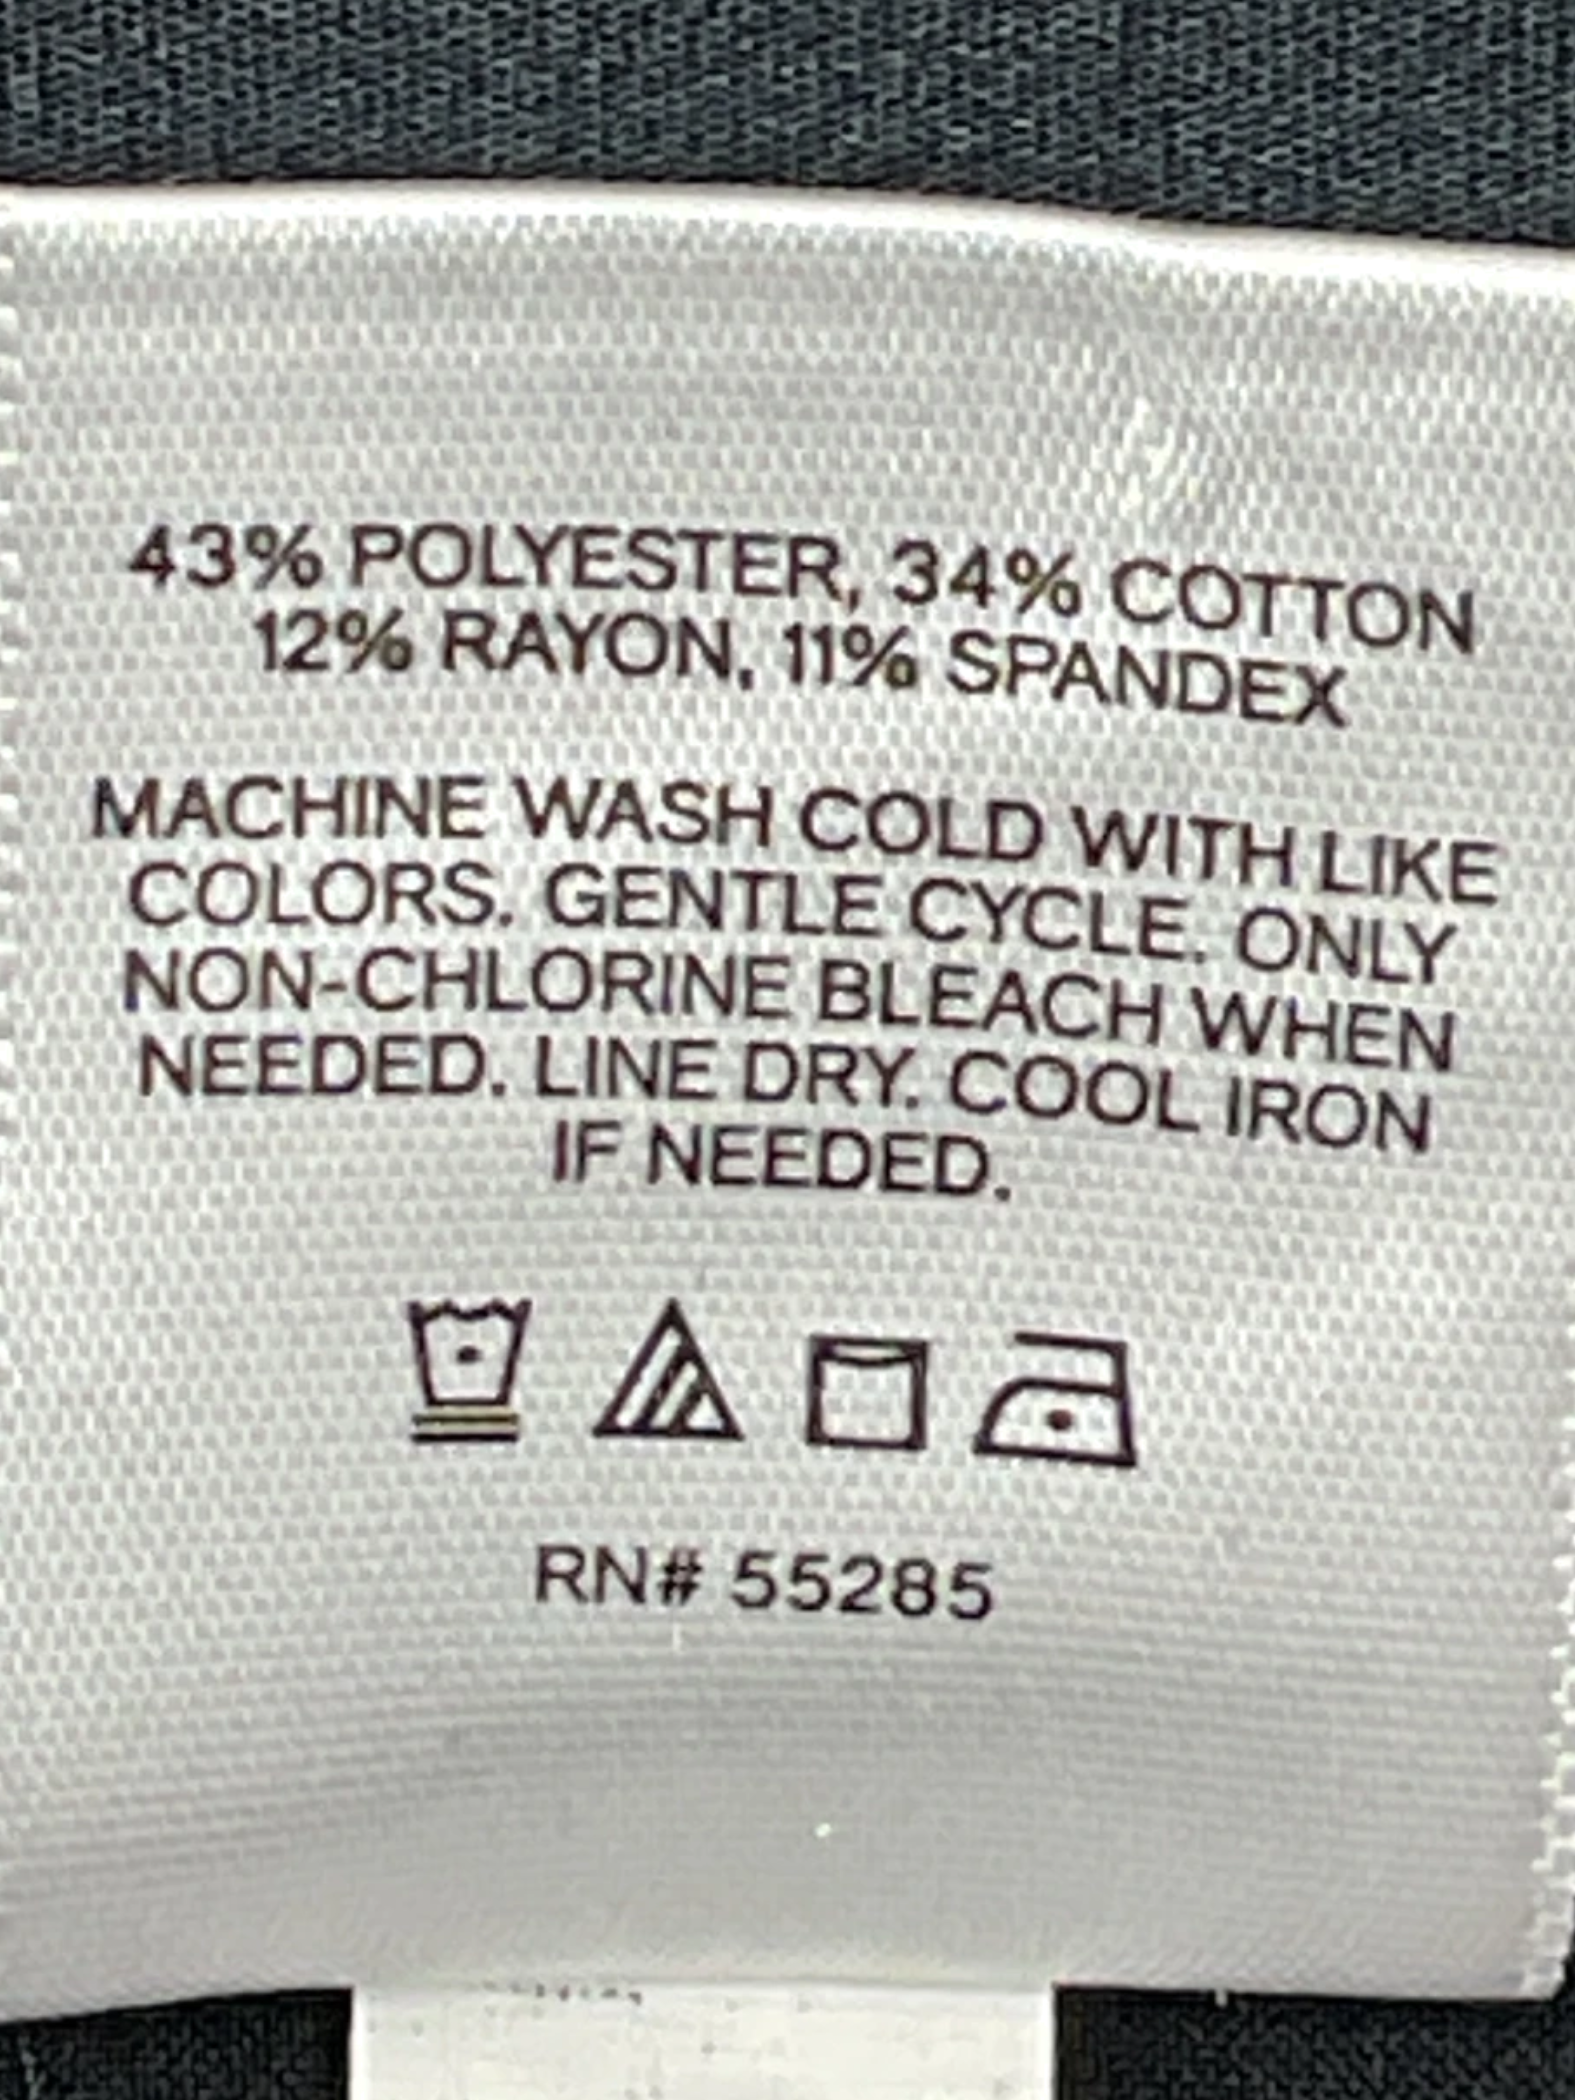 43% POLYESTER, 34% COTTON
12% RAYON, 11% SPANDEX
MACHINE WASH COLD WITH LIKE
COLORS. GENTLE CYCLE. ONLY
NON-CHLORINE BLEACH WHEN
NEEDED. LINE DRY. COOL IRON
IF NEEDED.
RN# 55285